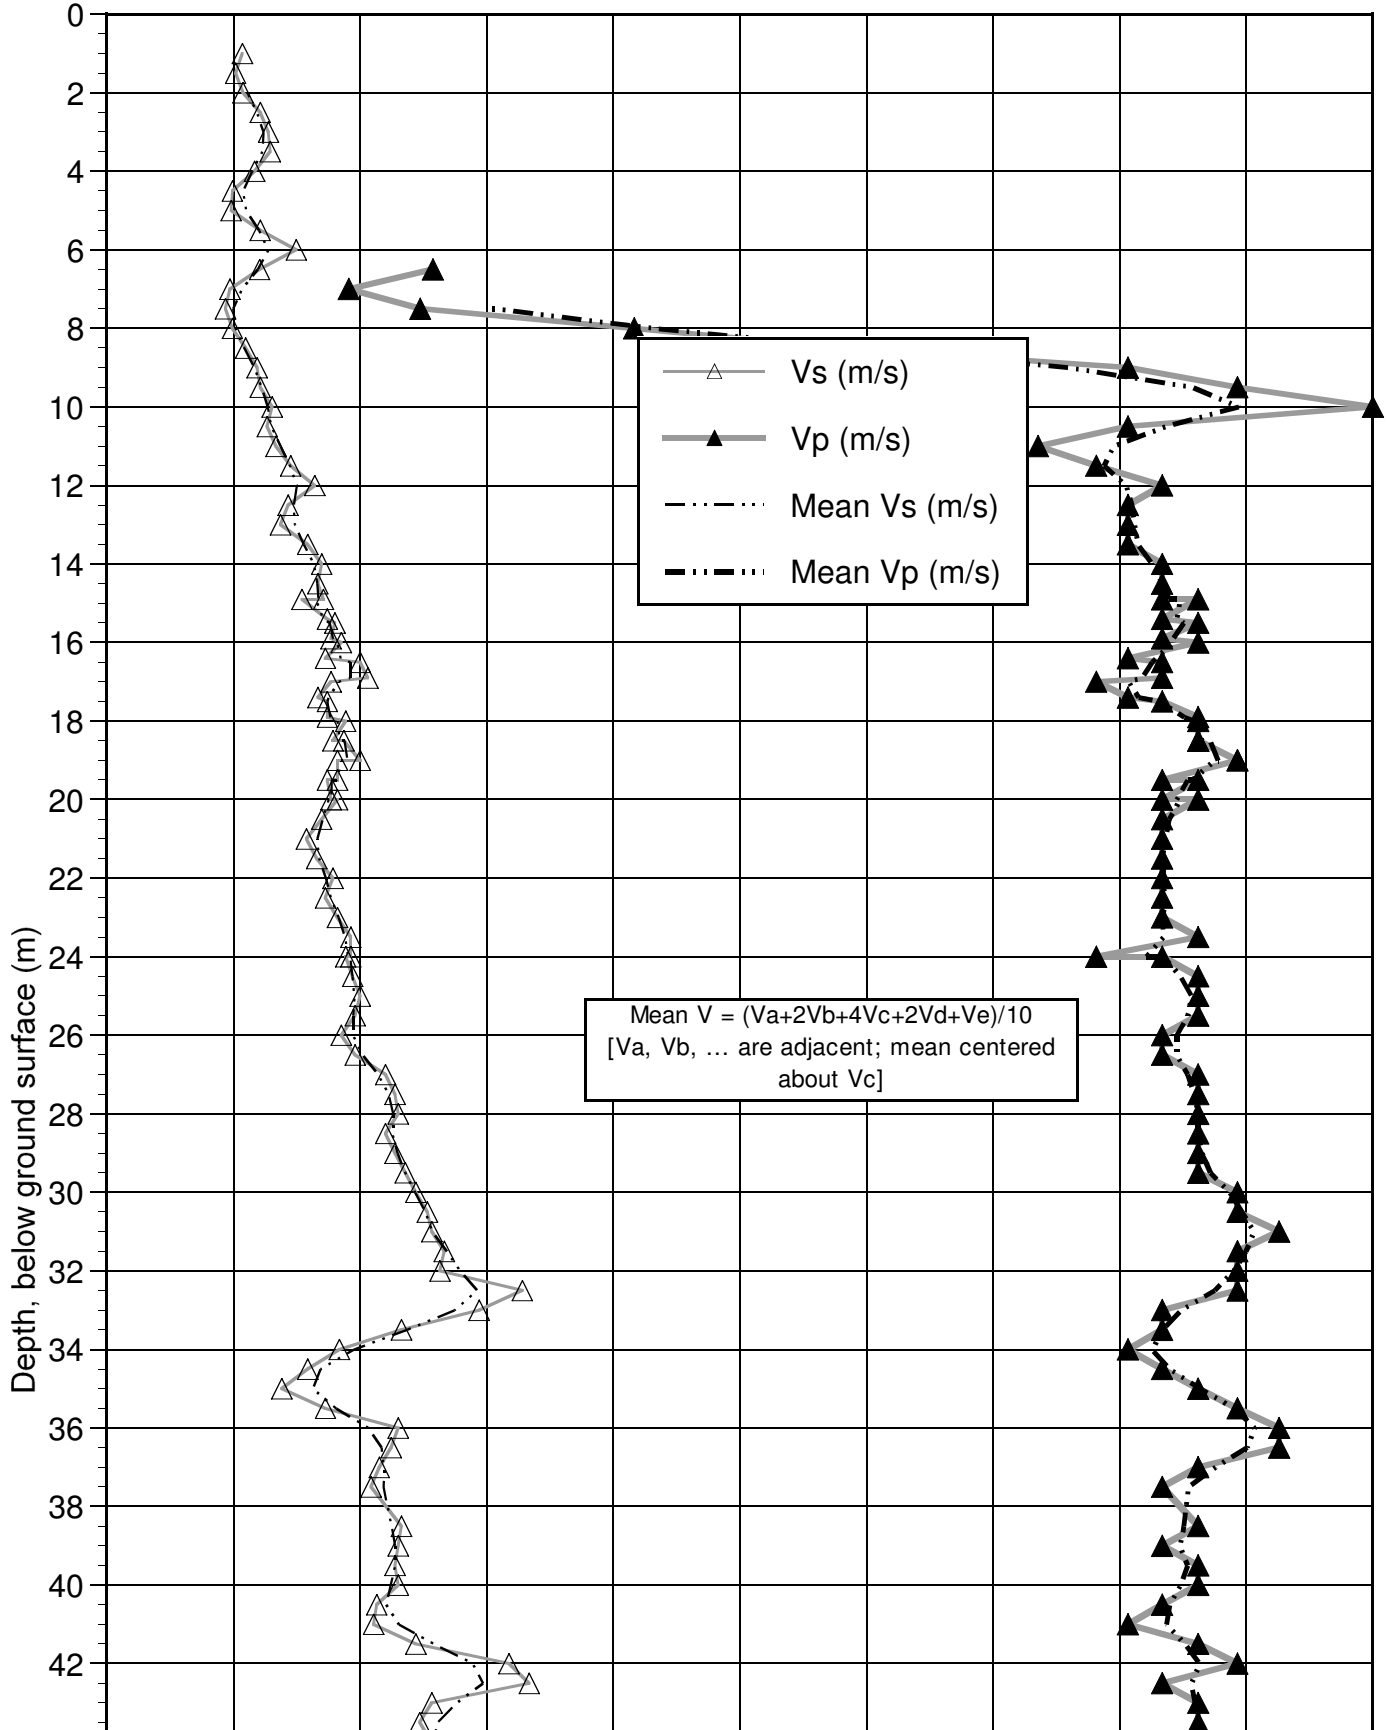 0
2
4
6
8
10
12
14
16
18
20
22
24
26
28
30
32
34
36
38
40
42
Depth, below ground surface (m)
Vs (m/s)
Vp (m/s)
Mean Vs (m/s)
Mean Vp (m/s)
Mean V = (Va+2Vb+4Vc+2Vd+Ve)/10
[Va, Vb, … are adjacent; mean centered
about Vc]